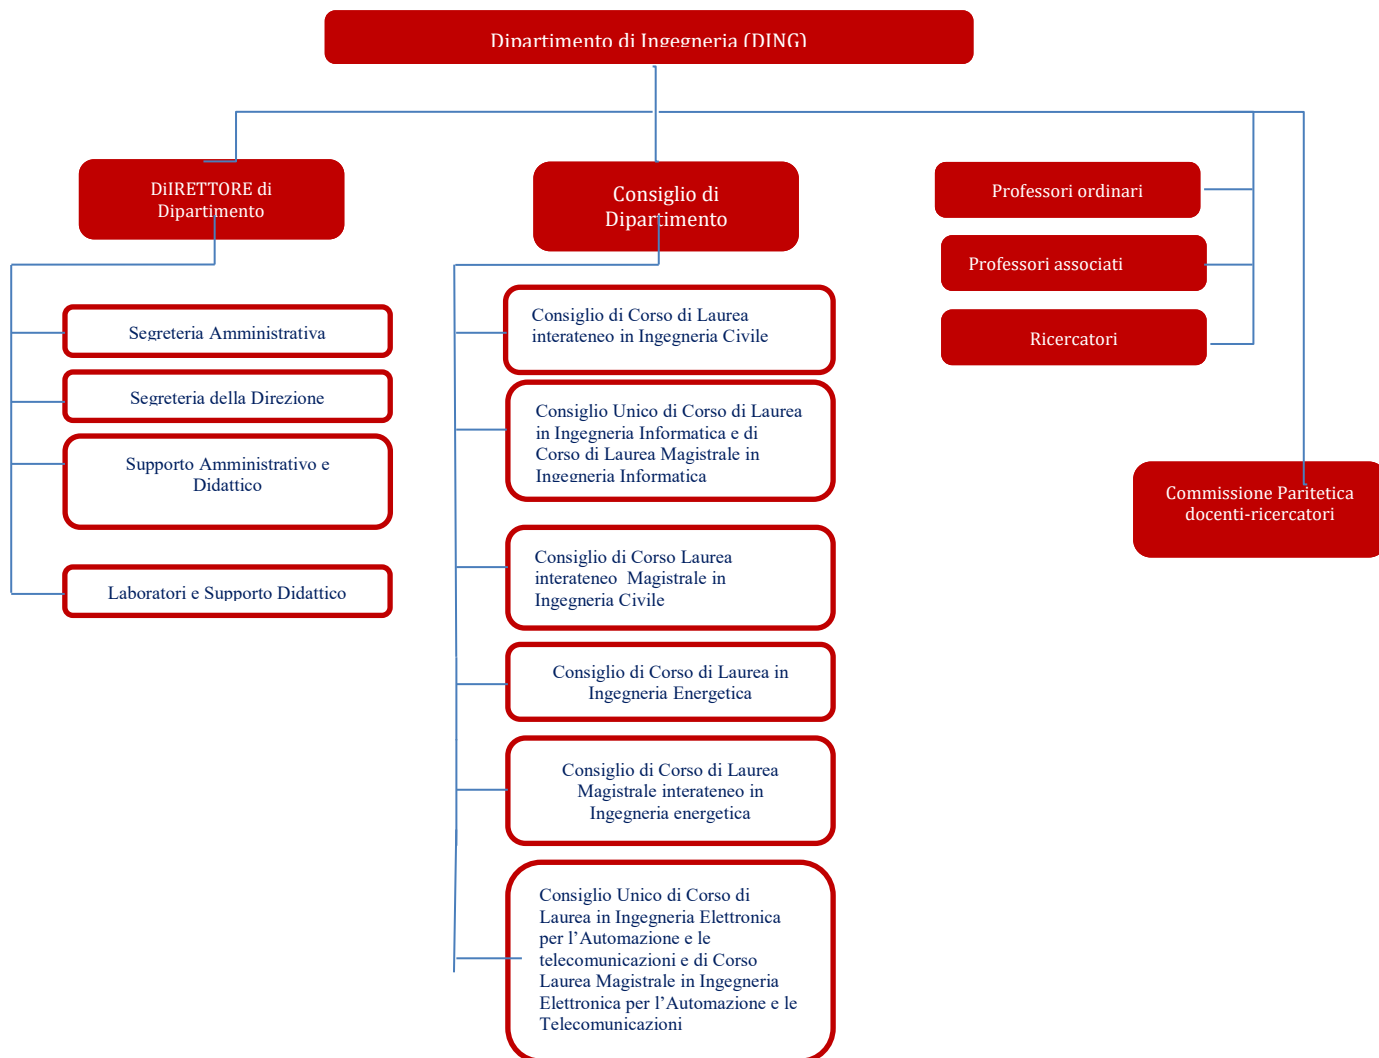 Dipartimento di Ingegneria (DING)
DiIRETTORE di
Dipartimento
Consiglio di
Dipartimento
Professori ordinari
Professori associati
Ricercatori
Segreteria Amministrativa
Segreteria della Direzione
Supporto Amministrativo e
Didattico
Laboratori e Supporto Didattico
Consiglio di Corso di Laurea
interateneo in Ingegneria Civile
Consiglio Unico di Corso di Laurea
in Ingegneria Informatica e di
Corso di Laurea Magistrale in
Ingegneria Informatica
Consiglio di Corso Laurea
interateneo Magistrale in
Ingegneria Civile
Consiglio di Corso di Laurea in
Ingegneria Energetica
Consiglio di Corso di Laurea
Magistrale interateneo in
Ingegneria energetica
Consiglio Unico di Corso di
Laurea in Ingegneria Elettronica
per l’Automazione e le
telecomunicazioni e di Corso
Laurea Magistrale in Ingegneria
Elettronica per l’Automazione e le
Telecomunicazioni
Commissione Paritetica
docenti-ricercatori